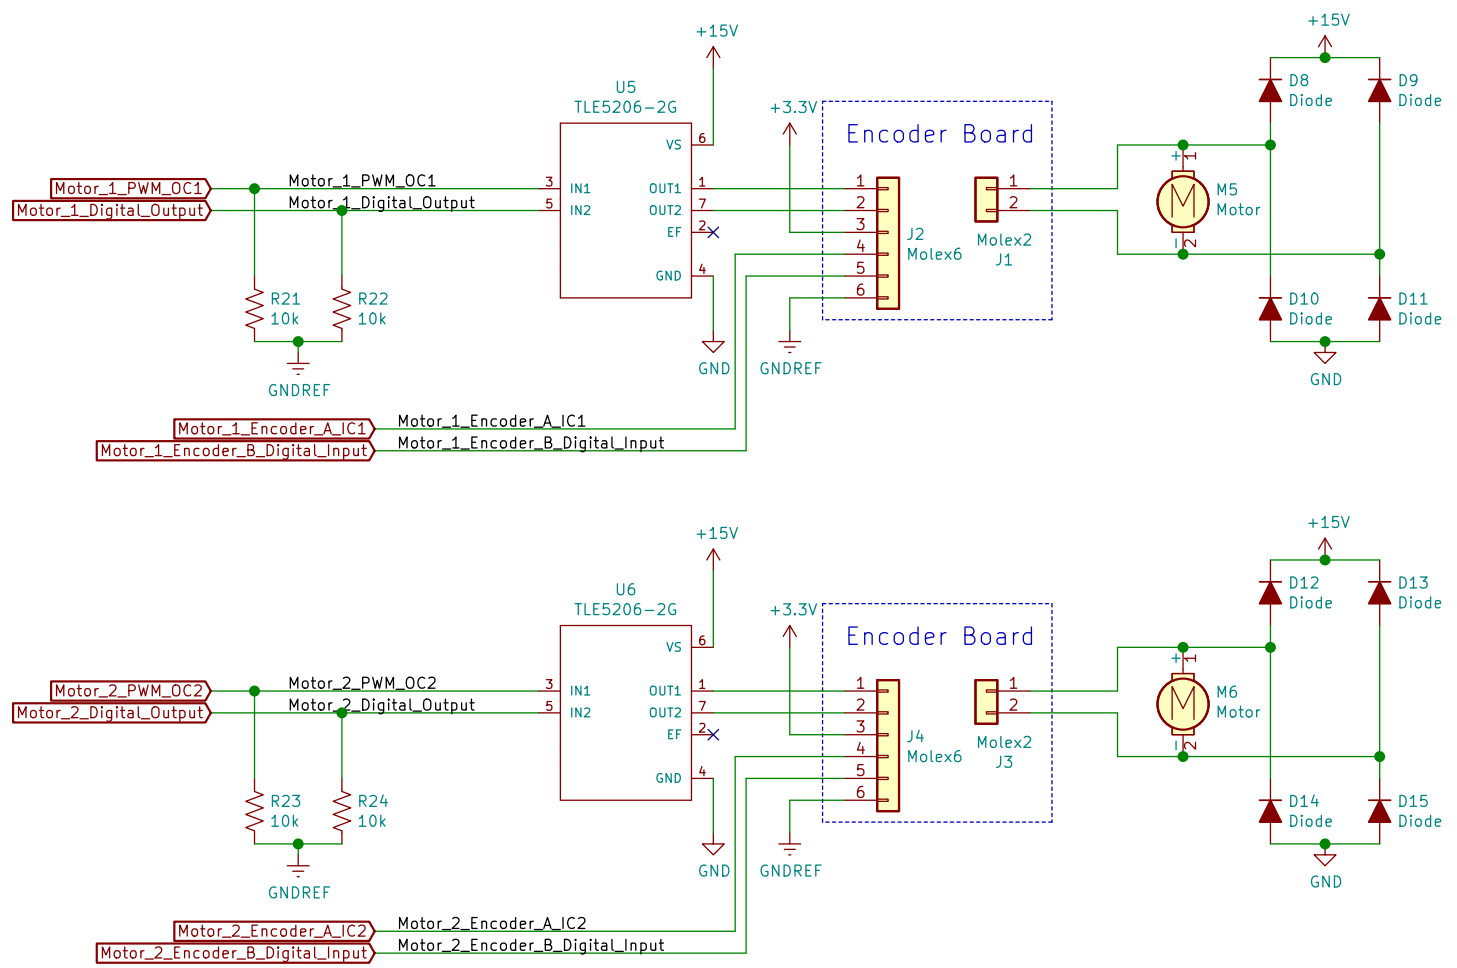 +15V
+15V
U5
TLE5206-2G
+3.3V
D8
Diode
D9
Diode
Encoder Board
Motor_1_PWM_OC1
Motor_1_Digital_Output
Motor_1_PWM_OC1
Motor_1_Digital_Output
3 IN1
5 IN2
VS 6
OUT1 1
OUT2 7
EF 2
GND 4
1
2
3
4
5
6
J2
Molex6
1
2
Molex2
J1
+ 1
M
- 2
M5
Motor
R21
10k
R22
10k
GNDREF
GND
GNDREF
D10
Diode
D11
Diode
GND
Motor_1_Encoder_A_IC1
Motor_1_Encoder_A_IC1
Motor_1_Encoder_B_Digital_Input
Motor_1_Encoder_B_Digital_Input
+15V
+15V
U6
TLE5206-2G
+3.3V
D12
Diode
D13
Diode
Encoder Board
Motor_2_PWM_OC2
Motor_2_Digital_Output
Motor_2_PWM_OC2
Motor_2_Digital_Output
3 IN1
5 IN2
VS 6
OUT1 1
OUT2 7
EF 2
GND 4
1
2
3
4
5
6
J4
Molex6
1
2
Molex2
J3
+ 1
M
- 2
M6
Motor
R23
10k
R24
10k
GNDREF
GND
GNDREF
D14
Diode
D15
Diode
GND
Motor_2_Encoder_A_IC2
Motor_2_Encoder_A_IC2
Motor_2_Encoder_B_Digital_Input
Motor_2_Encoder_B_Digital_Input